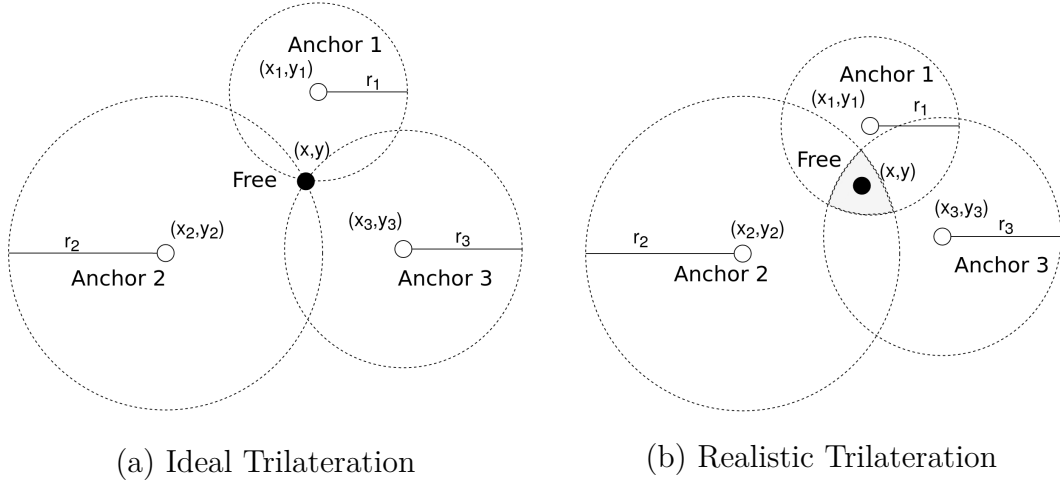 Anchor 1
(x1,y1)
r1
(x,y)
Free
(x2,y2)
r2
Anchor 2
(x3,y3)
r3
Anchor 3
(a) Ideal Trilateration
Anchor 1
(x1,y1)
r1
Free
(x,y)
(x2,y2)
r2
Anchor 2
(x3,y3)
r3
Anchor 3
(b) Realistic Trilateration